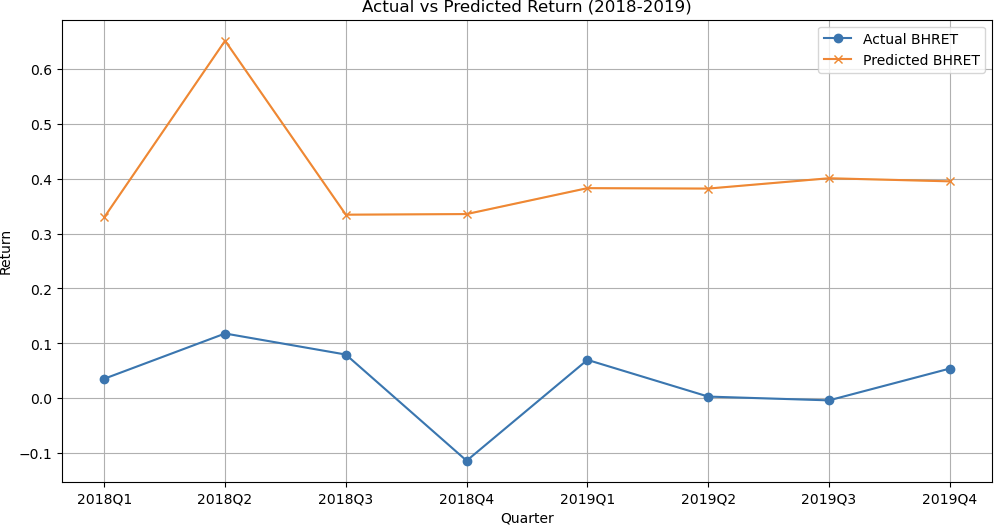 Actual vs Predicted Return (2018-2019)
Actual BHRET
Predicted BHRET
Return
0.6
0.5
0.4
0.3
0.2
0.1
0.0
−0.1
2018Q1 2018Q2 2018Q3 2018Q4 2019Q1 2019Q2 2019Q3 2019Q4
Quarter